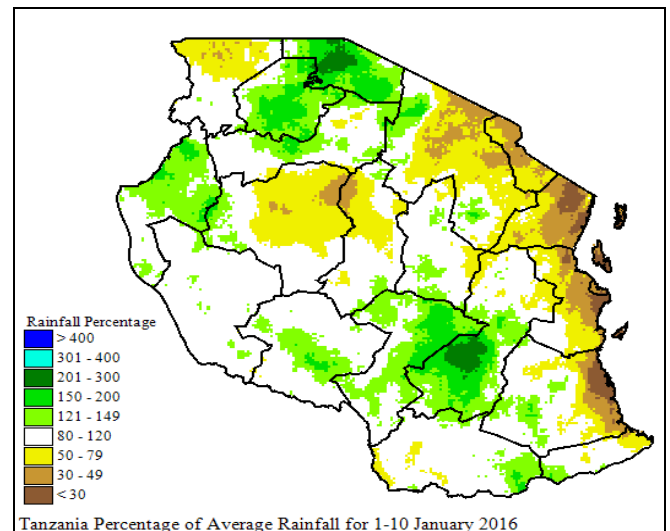 Rainfall Percentage
> 400
301 - 400
201 - 300
150 - 200
121 - 149
80 - 120
50 - 79
30 - 49
< 30
Tanzania Percentage of Average Rainfall for 1-10 January 2016